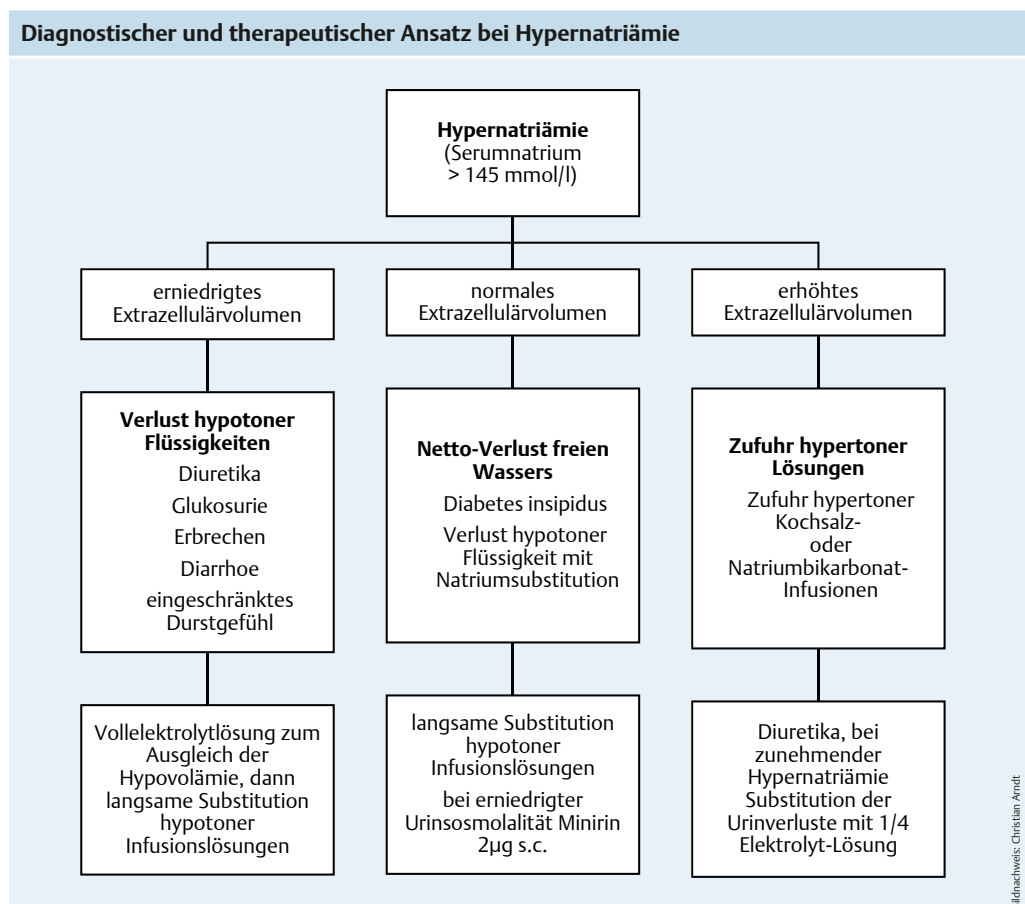 Diagnostischer und therapeutischer Ansatz bei Hypernatriämie
Hypernatriämie
(Serumnatrium
> 145 mmol/l)
erniedrigtes
Extrazellulärvolumen
normales
Extrazellulärvolumen
erhöhtes
Extrazellulärvolumen
Verlust hypotoner
Flüssigkeiten
Diuretika
Glukosurie
Erbrechen
Diarrhoe
eingeschränktes
Durstgefühl
Netto-Verlust freien
Wassers
Diabetes insipidus
Verlust hypotoner
Flüssigkeit mit
Natriumsubstitution
Zufuhr hypertoner
Lösungen
Zufuhr hypertoner
Kochsalz-
oder
Natriumbikarbonat-
Infusionen
Vollelektrolytlösung zum
Ausgleich der
Hypovolämie, dann
langsame Substitution
hypotoner
Infusionslösungen
langsame Substitution
hypotoner
Infusionslösungen
bei erniedrigter
Urinsosmolalität Minirin
2µg s.c.
Diuretika, bei
zunehmender
Hypernatriämie
Substitution der
Urinverluste mit 1/4
Elektrolyt-Lösung
ildnachweis: Christian Arndt